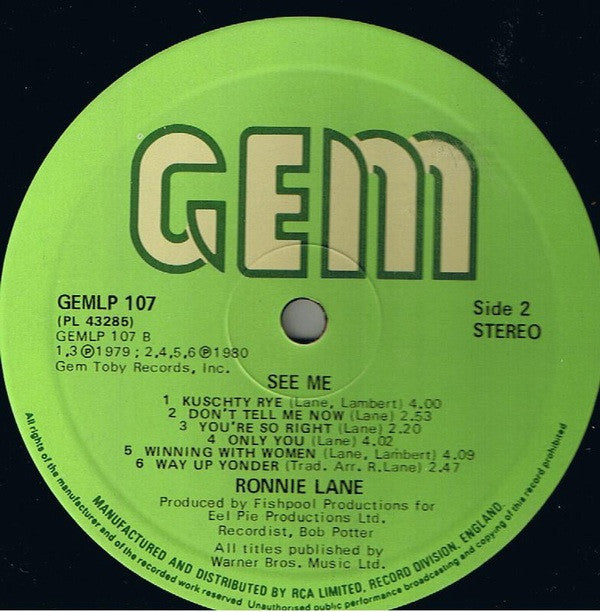 GEM
GEMLP 107
(PL 43285)
GEMLP 107 B
1,3 Ⓟ1979 ; 2,4,5,6 Ⓟ1980
Gem Toby Records, Inc.
Side 2
STEREO
SEE ME
1 KUSCHTY RYE (Lane, Lambert) 4.00
2 DON'T TELL ME NOW (Lane) 2.53
3 YOU'RE SO RIGHT (Lane) 2.20
4 ONLY YOU (Lane) 4.02
5 WINNING WITH WOMEN (Lane, Lambert) 4.09
6 WAY UP YONDER (Trad. Arr. R.Lane) 2.47
RONNIE LANE
Produced by Fishpool Productions for
Eel Pie Productions Ltd.
Recordist, Bob Potter
All titles published by
Warner Bros. Music Ltd.
MANUFACTURED AND DISTRIBUTED BY RCA LIMITED, RECORD DIVISION, ENGLAND.
All rights of the manufacturer and of the recorded work reserved Unauthorised public performance broadcasting and copying of this record prohibited